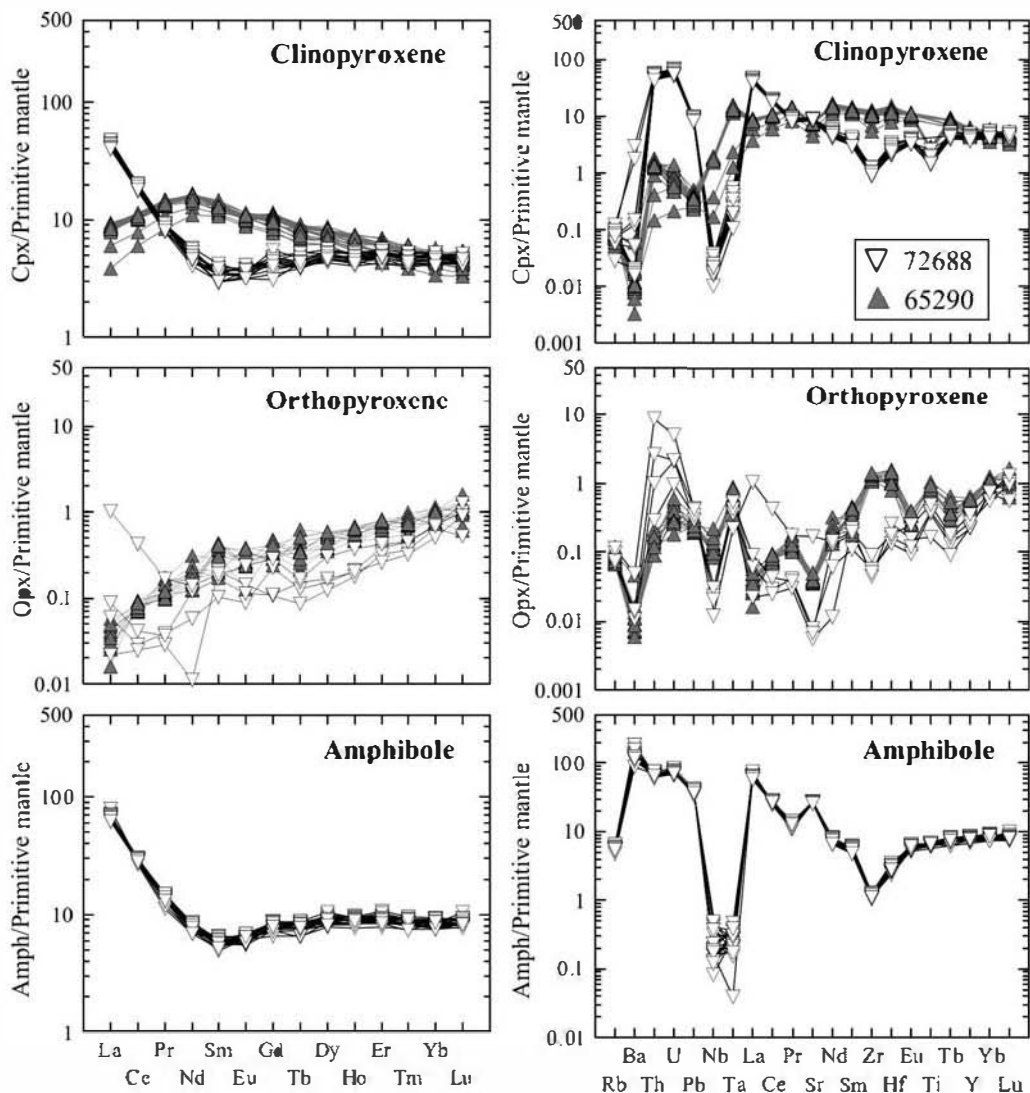 500
100
10
1
Cpx/Primitive mantle
Clinopyroxene
500
100
10
1
0.1
0.01
0.001
Cpx/Primitive mantle
Clinopyroxene
72688
65290
50
10
1
0.1
0.01
Opx/Primitive mantle
Orthopyroxene
50
10
1
0.1
0.01
0.001
Opx/Primitive mantle
Orthopyroxene
500
100
10
1
Amph/Primitive mantle
Amphibole
500
100
10
1
0.1
0.01
Amph/Primitive mantle
Amphibole
La Pr Sm Gd Dy Er Yb
Ce Nd Eu Tb Ho Tm Lu
Ba U Nb La Pr Nd Zr Eu Tb Yb
Rb Th Pb Ta Ce Sr Sm Hf Ti Y Lu